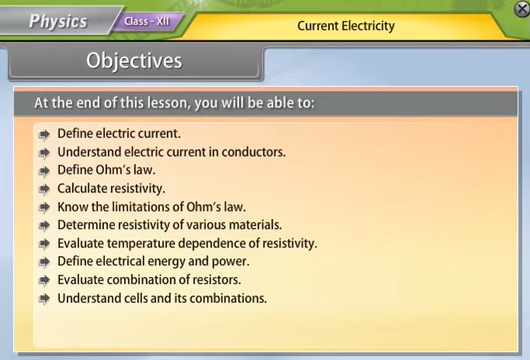 Physics
Class - XII
Current Electricity
Objectives
At the end of this lesson, you will be able to:
Define electric current.
Understand electric current in conductors.
Define Ohm's law.
Calculate resistivity.
Know the limitations of Ohm's law.
Determine resistivity of various materials.
Evaluate temperature dependence of resistivity.
Define electrical energy and power.
Evaluate combination of resistors.
Understand cells and its combinations.